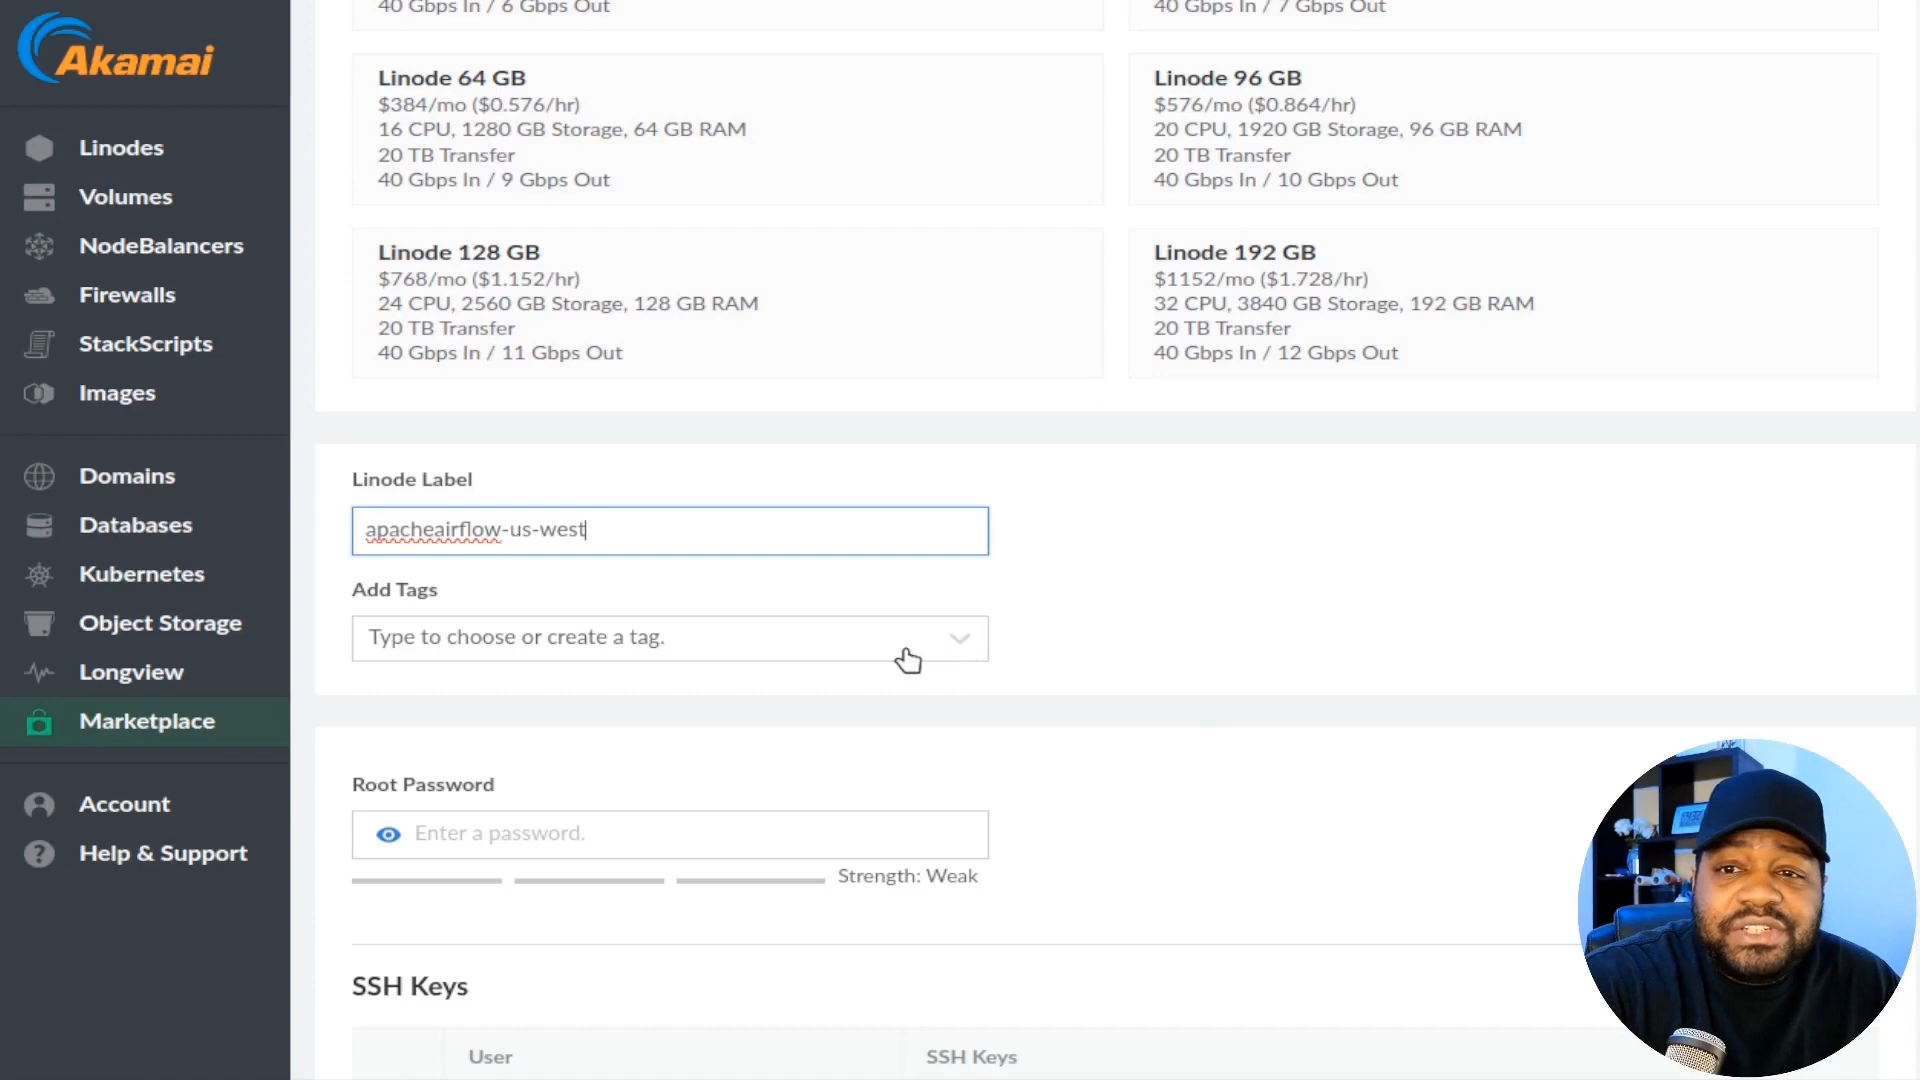 Akamai
Linodes
Volumes
NodeBalancers
Firewalls
StackScripts
Images
Domains
Databases
Kubernetes
Object Storage
Longview
Marketplace
Account
Help & Support
40 Gbps In / 6 Gbps Out
40 Gbps In / 7 Gbps Out
Linode 64 GB
$384/mo ($0.576/hr)
16 CPU, 1280 GB Storage, 64 GB RAM
20 TB Transfer
40 Gbps In / 9 Gbps Out
Linode 96 GB
$576/mo ($0.864/hr)
20 CPU, 1920 GB Storage, 96 GB RAM
20 TB Transfer
40 Gbps In / 10 Gbps Out
Linode 128 GB
$768/mo ($1.152/hr)
24 CPU, 2560 GB Storage, 128 GB RAM
20 TB Transfer
40 Gbps In / 11 Gbps Out
Linode 192 GB
$1152/mo ($1.728/hr)
32 CPU, 3840 GB Storage, 192 GB RAM
20 TB Transfer
40 Gbps In / 12 Gbps Out
Linode Label
apacheairflow-us-west
Add Tags
Type to choose or create a tag.
Root Password
Enter a password.
Strength: Weak
SSH Keys
User
SSH Keys